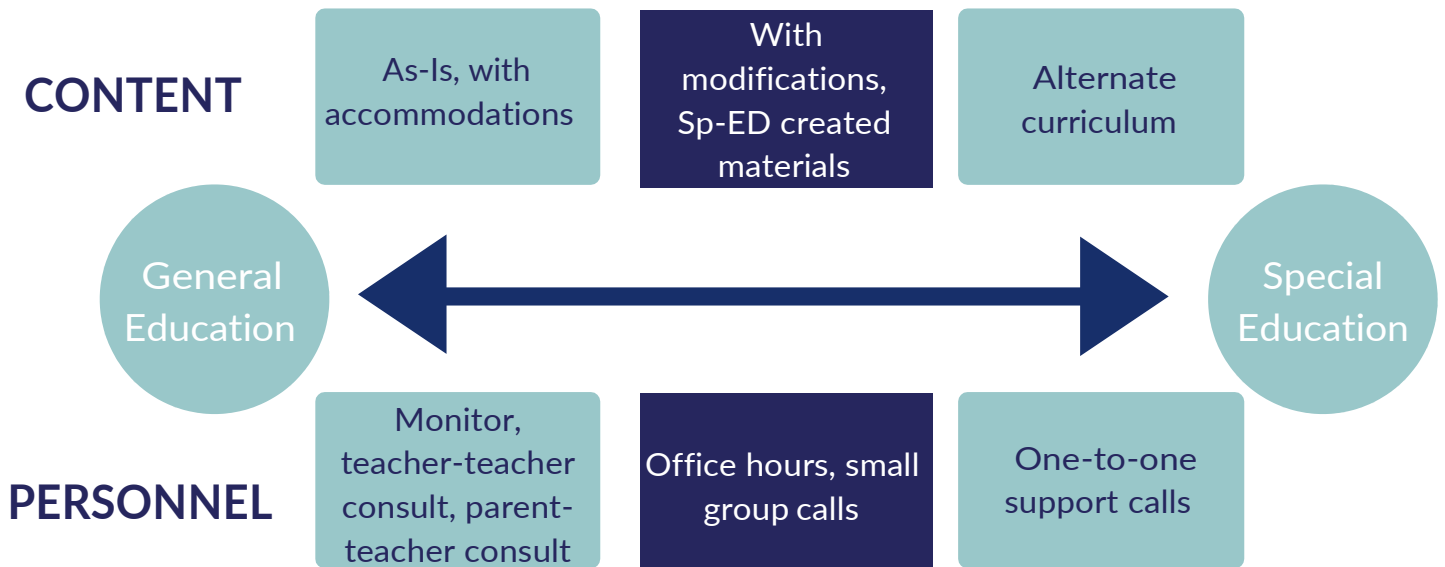 CONTENT
As-Is, with
accommodations
With
modifications,
Sp-ED created
materials
Alternate
curriculum
General
Education
Special
Education
PERSONNEL
Monitor,
teacher-teacher
consult, parent-
teacher consult
Office hours, small
group calls
One-to-one
support calls